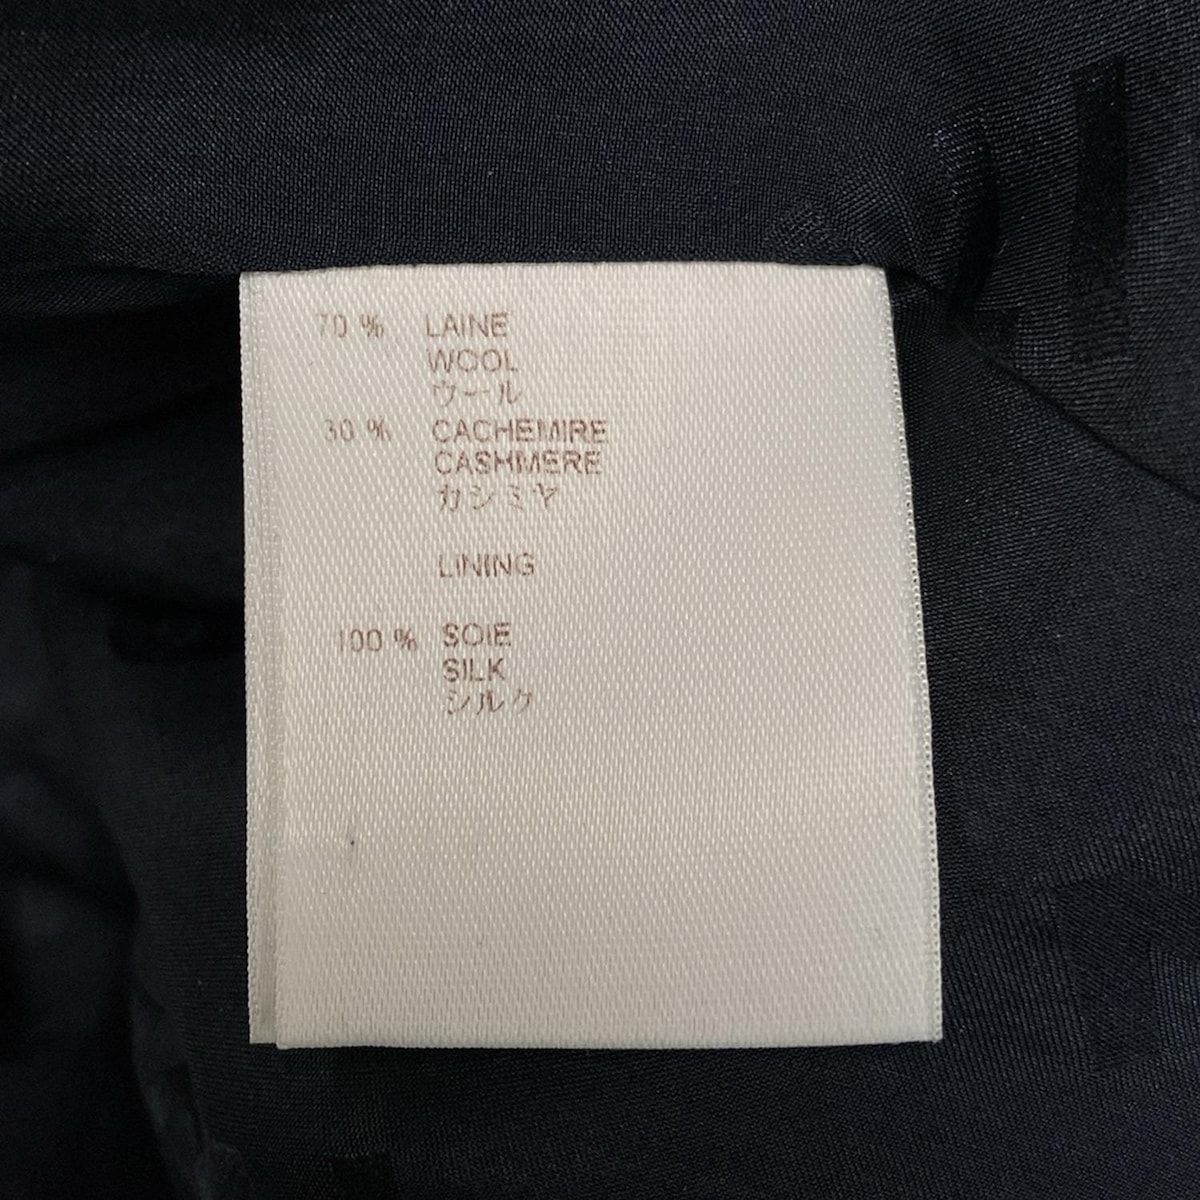 70 % LAINE
WOOL
ウール
30 % CACHEMIRE
CASHMERE
カシミヤ
LINING
100 % SOIE
SILK
シルク